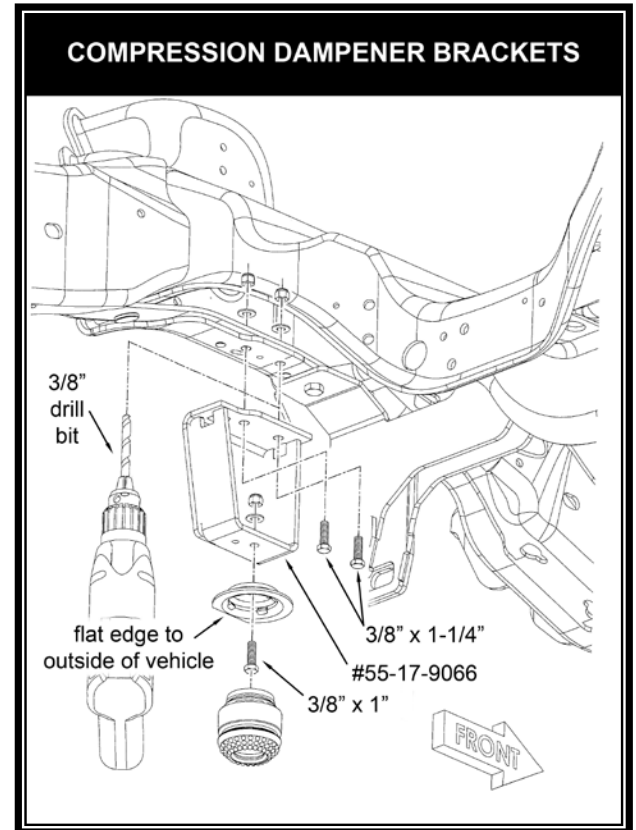 COMPRESSION DAMPENER BRACKETS
3/8”
drill
bit
flat edge to
outside of vehicle
3/8” x 1-1/4”
#55-17-9066
3/8” x 1”
FRONT